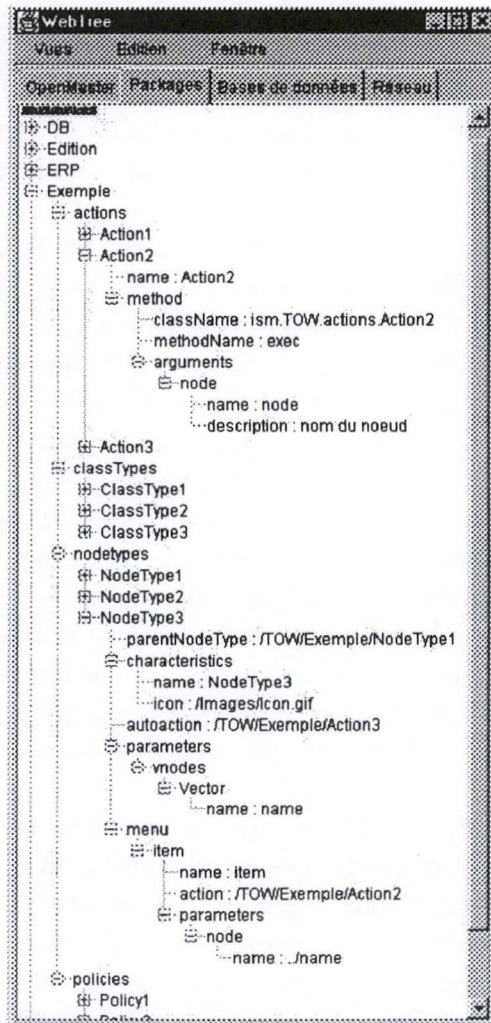 WebTree
Vues Edition Fenêtre
OpenMaster Packages Bases de données Réseau
DB
Edition
ERP
Exemple
actions
Action1
Action2
name : Action2
method
className : ism.TOW.actions.Action2
methodName : exec
arguments
node
name : node
description : nom du noeud
Action3
classTypes
ClassType1
ClassType2
ClassType3
nodetypes
NodeType1
NodeType2
NodeType3
parentNodeType : /TOW/Exemple/NodeType1
characteristics
name : NodeType3
icon : /Images/Icon.gif
autoaction : /TOW/Exemple/Action3
parameters
vnodes
Vector
name : name
menu
item
name : item
action : /TOW/Exemple/Action2
parameters
node
name : ../name
policies
Policy1